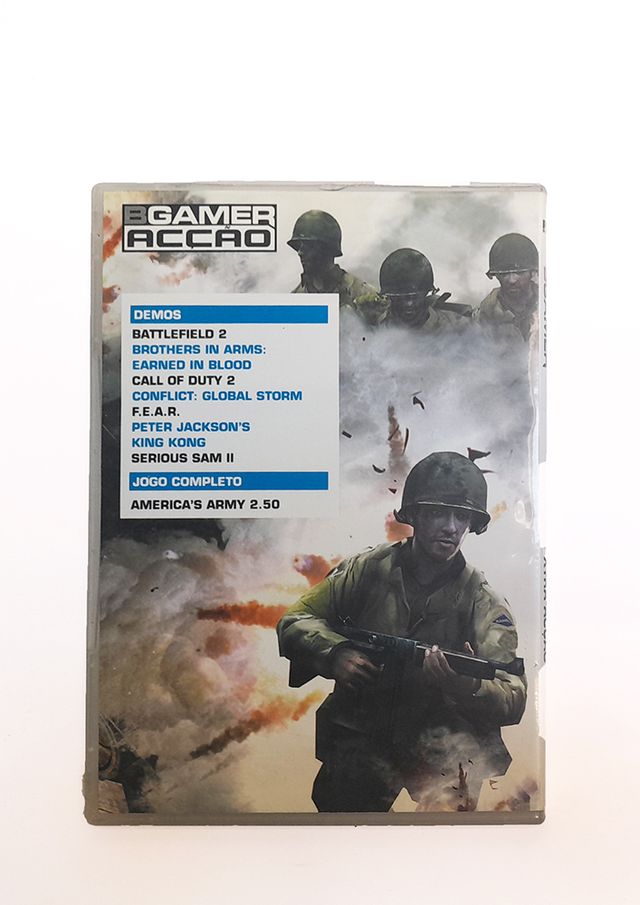 BGAMER
ACÇÃO
DEMOS
BATTLEFIELD 2
BROTHERS IN ARMS:
EARNED IN BLOOD
CALL OF DUTY 2
CONFLICT: GLOBAL STORM
F.E.A.R.
PETER JACKSON'S
KING KONG
SERIOUS SAM II
JOGO COMPLETO
AMERICA'S ARMY 2.50